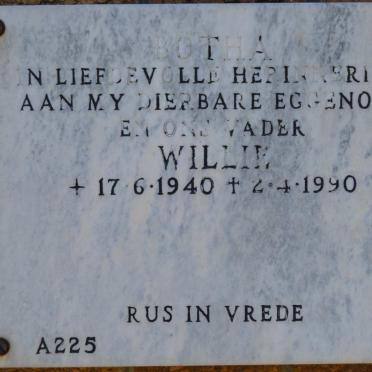 BOTHA
IN LIEFDEVOLLE HERINNERI
AAN MY DIERBARE EGGENO
EN ONS VADER
WILLIE
+ 17·6·1940 † 2·4·1990
RUS IN VREDE
A225